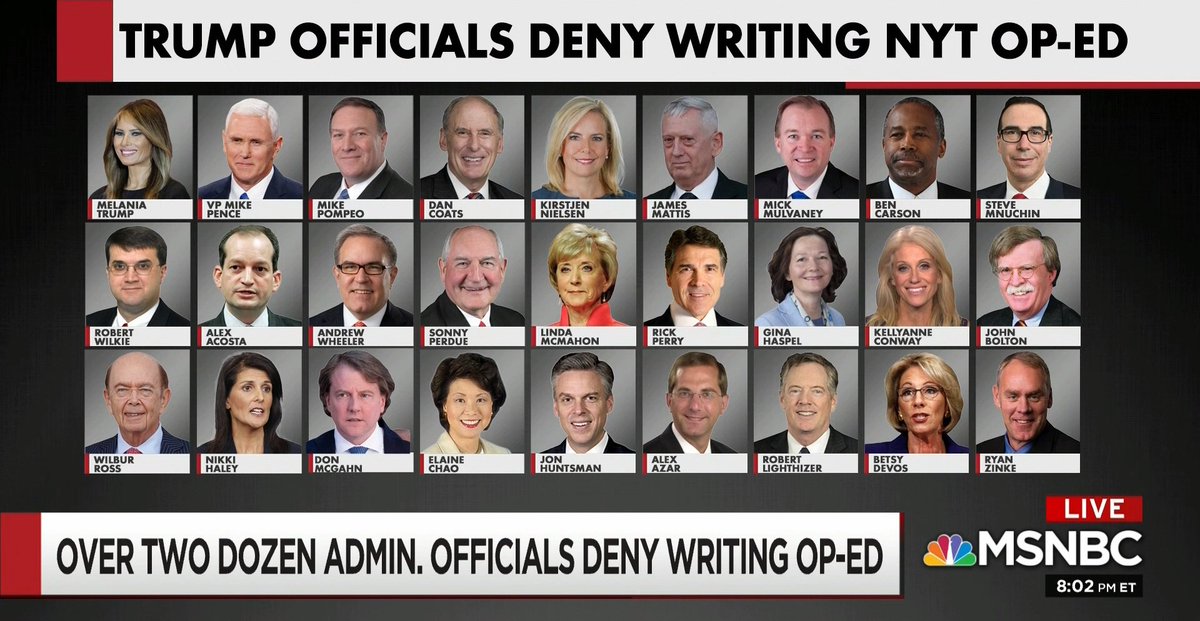 TRUMP OFFICIALS DENY WRITING NYT OP-ED
MELANIA
TRUMP
VP MIKE
PENCE
MIKE
POMPEO
DAN
COATS
KIRSTJEN
NIELSEN
JAMES
MATTIS
MICK
MULVANEY
BEN
CARSON
STEVE
MNUCHIN
ROBERT
WILKIE
ALEX
ACOSTA
ANDREW
WHEELER
SONNY
PERDUE
LINDA
MCMAHON
RICK
PERRY
GINA
HASPEL
KELLYANNE
CONWAY
JOHN
BOLTON
WILBUR
ROSS
NIKKI
HALEY
DON
MCGAHN
ELAINE
CHAO
JON
HUNTSMAN
ALEX
AZAR
ROBERT
LIGHTHIZER
BETSY
DEVOS
RYAN
ZINKE
OVER TWO DOZEN ADMIN. OFFICIALS DENY WRITING OP-ED
LIVE
MSNBC
8:02 PM ET